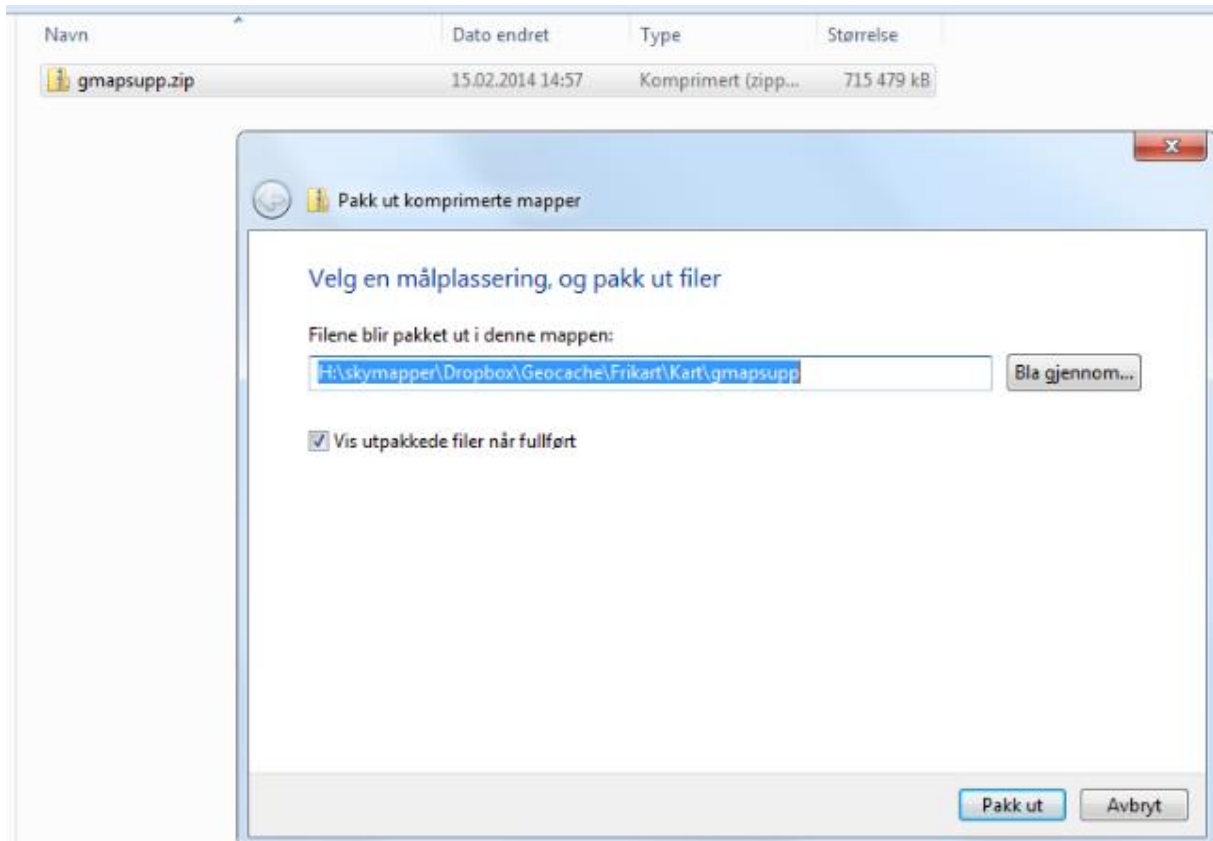 Navn Dato endret Type Størrelse
gmapsupp.zip 15.02.2014 14:57 Komprimert (zipp... 715 479 kB
x
Pakk ut komprimerte mapper
Velg en målplassering, og pakk ut filer
Filene blir pakket ut i denne mappen:
H:\skymapper\Dropbox\Geocache\Frikart\Kart\gmapsupp Bla gjennom...
Vis utpakkede filer når fullført
Pakk ut Avbryt